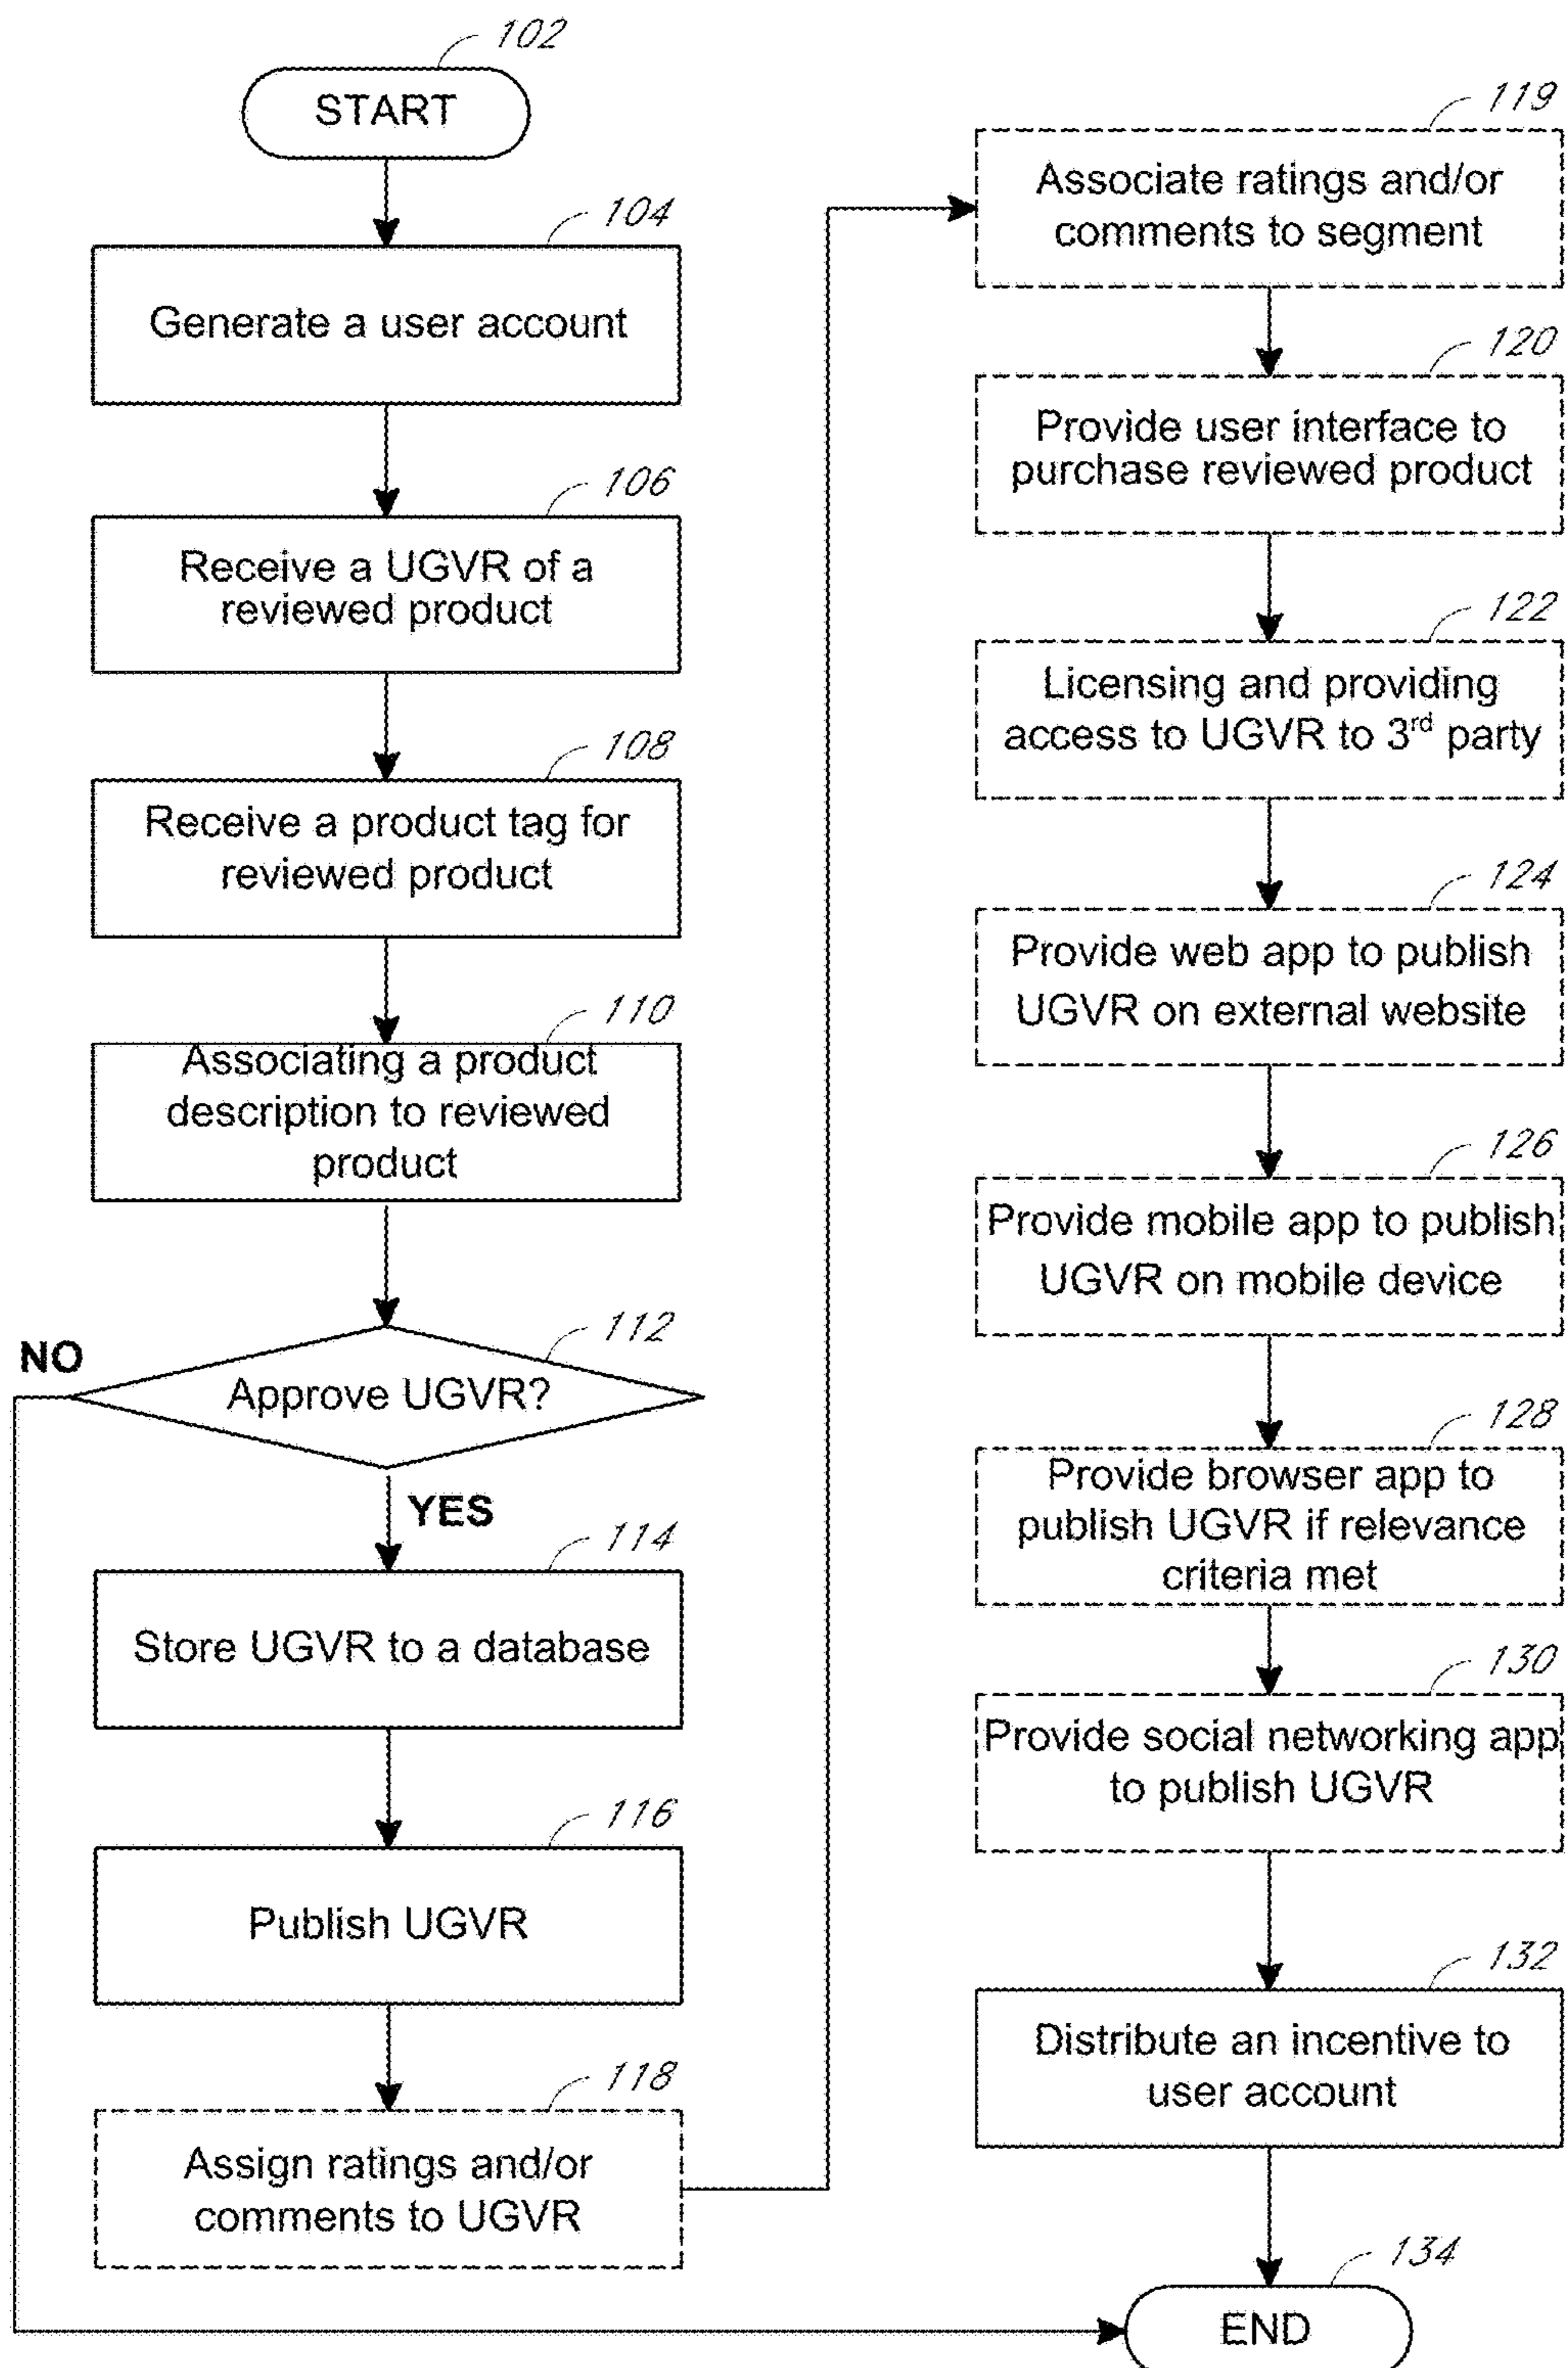 102
START
104
Generate a user account
106
Receive a UGVR of a
reviewed product
108
Receive a product tag for
reviewed product
110
Associating a product
description to reviewed
product
112
NO
Approve UGVR?
YES
114
Store UGVR to a database
116
Publish UGVR
118
Assign ratings and/or
comments to UGVR
119
Associate ratings and/or
comments to segment
120
Provide user interface to
purchase reviewed product
122
Licensing and providing
access to UGVR to 3rd party
124
Provide web app to publish
UGVR on external website
126
Provide mobile app to publish
UGVR on mobile device
128
Provide browser app to
publish UGVR if relevance
criteria met
130
Provide social networking app
to publish UGVR
132
Distribute an incentive to
user account
134
END